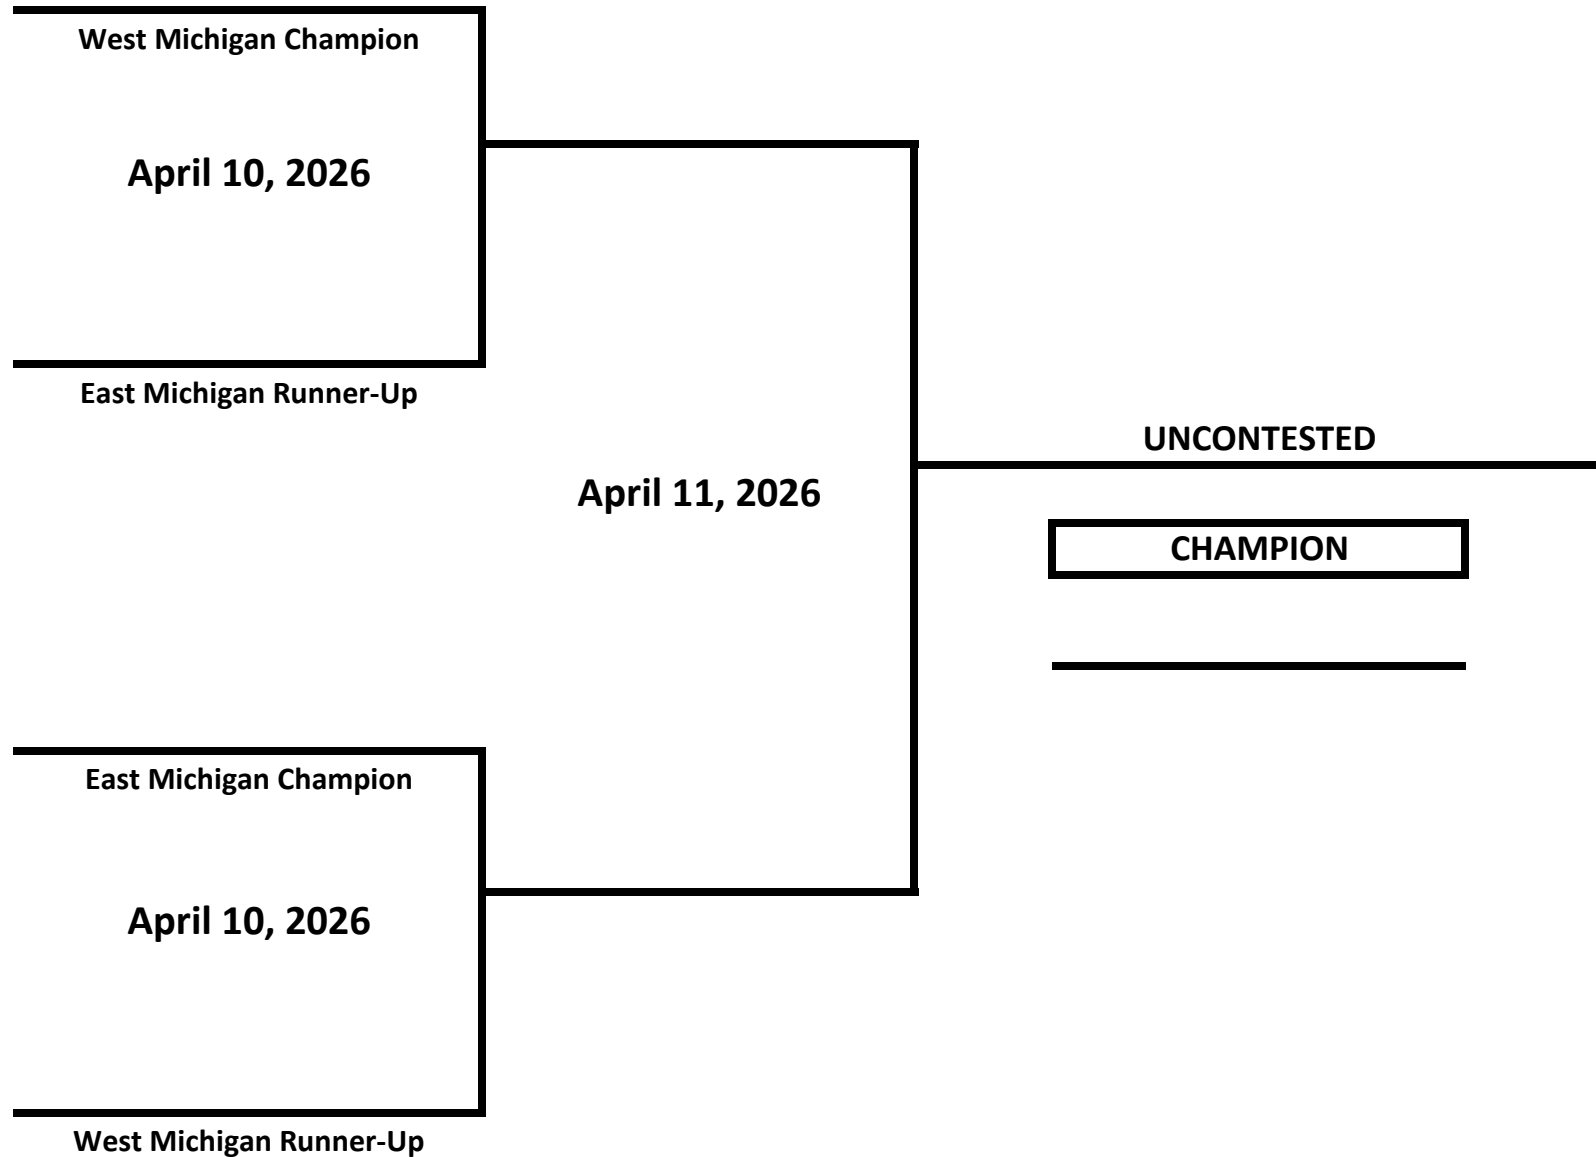 West Michigan Champion
April 10, 2026
East Michigan Runner-Up
UNCONTESTED
April 11, 2026
CHAMPION
East Michigan Champion
April 10, 2026
West Michigan Runner-Up